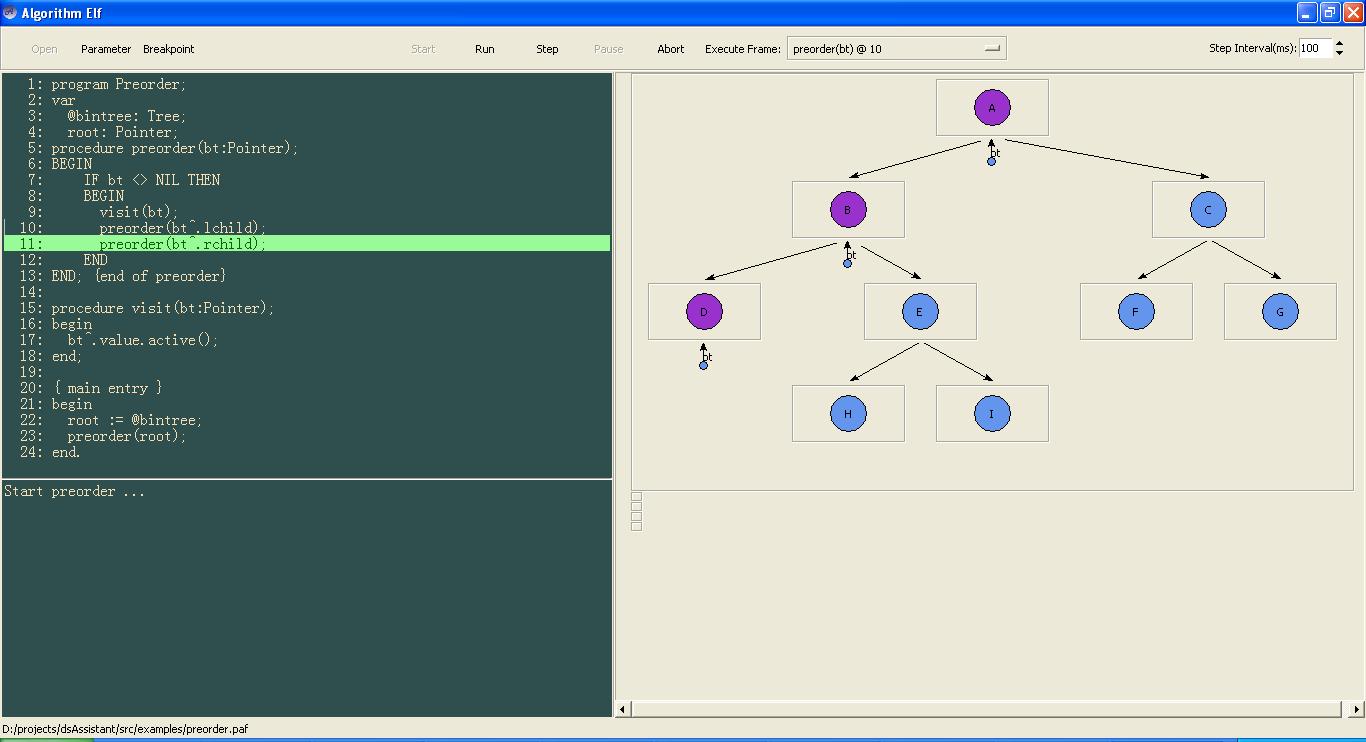 Algorithm Elf
Open Parameter Breakpoint Start Run Step Pause Abort Execute Frame: preorder(bt) @ 10 Step Interval(ms): 100
1: program Preorder;
2: var
3: @bintree: Tree;
4: root: Pointer;
5: procedure preorder(bt:Pointer);
6: BEGIN
7: IF bt <> NIL THEN
8: BEGIN
9: visit(bt);
10: preorder(bt^.lchild);
11: preorder(bt^.rchild);
12: END
13: END; {end of preorder}
14:
15: procedure visit(bt:Pointer);
16: begin
17: bt^.value.active();
18: end;
19:
20: { main entry }
21: begin
22: root := @bintree;
23: preorder(root);
24: end.
Start preorder ...
A
bt
B C
bt
D E F G
bt
H I
D:/projects/dsAssistant/src/examples/preorder.paf